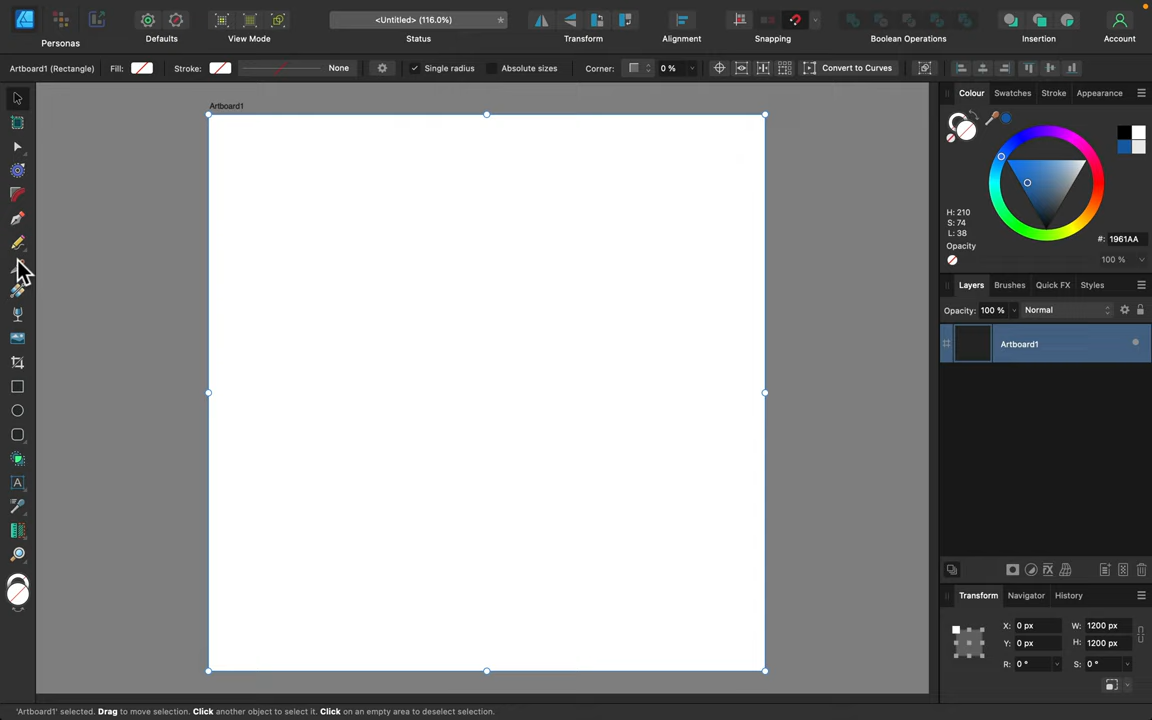 <Untitled> (116.0%)
Personas
Defaults
View Mode
Status
Transform
Alignment
Snapping
Boolean Operations
Insertion
Account
Artboard1 (Rectangle)
Fill:
Stroke:
None
Single radius
Absolute sizes
Corner:
0 %
Convert to Curves
Artboard1
Colour
Swatches
Stroke
Appearance
H: 210
S: 74
L: 38
#: 1961AA
Opacity
100 %
Layers
Brushes
Quick FX
Styles
Opacity: 100 %
Normal
Artboard1
Transform
Navigator
History
X: 0 px
W: 1200 px
Y: 0 px
H: 1200 px
R: 0 °
S: 0 °
'Artboard1' selected. Drag to move selection. Click another object to select it. Click on an empty area to deselect selection.